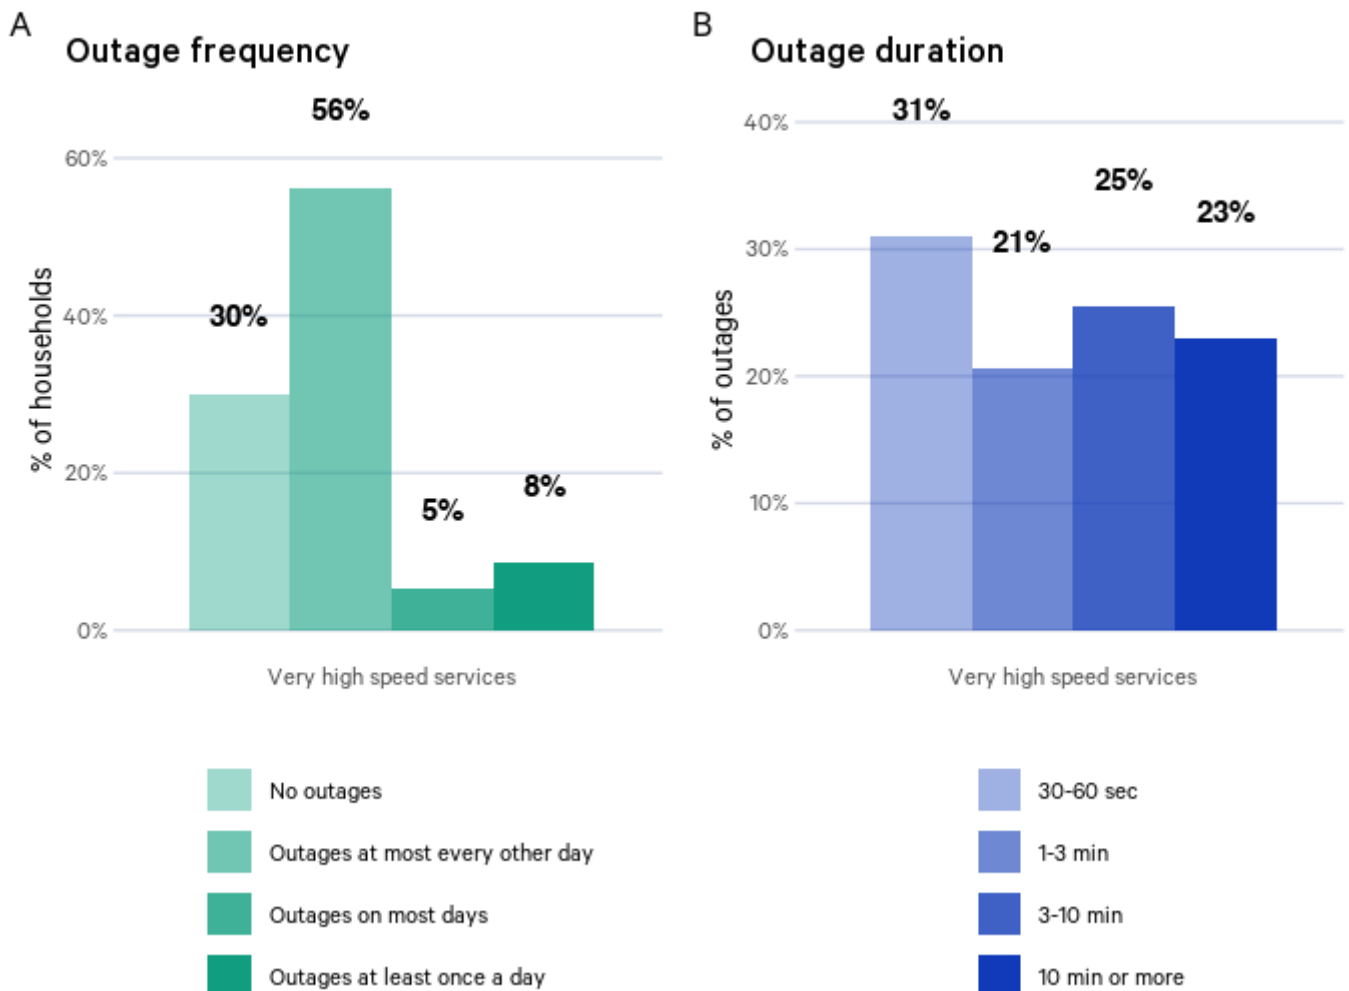 A
Outage frequency
56%
60%
30%
40%
20%
8%
5%
0%
% of households
Very high speed services
No outages
Outages at most every other day
Outages on most days
Outages at least once a day
B
Outage duration
31%
40%
25%
23%
21%
30%
20%
10%
0%
% of outages
Very high speed services
30-60 sec
1-3 min
3-10 min
10 min or more